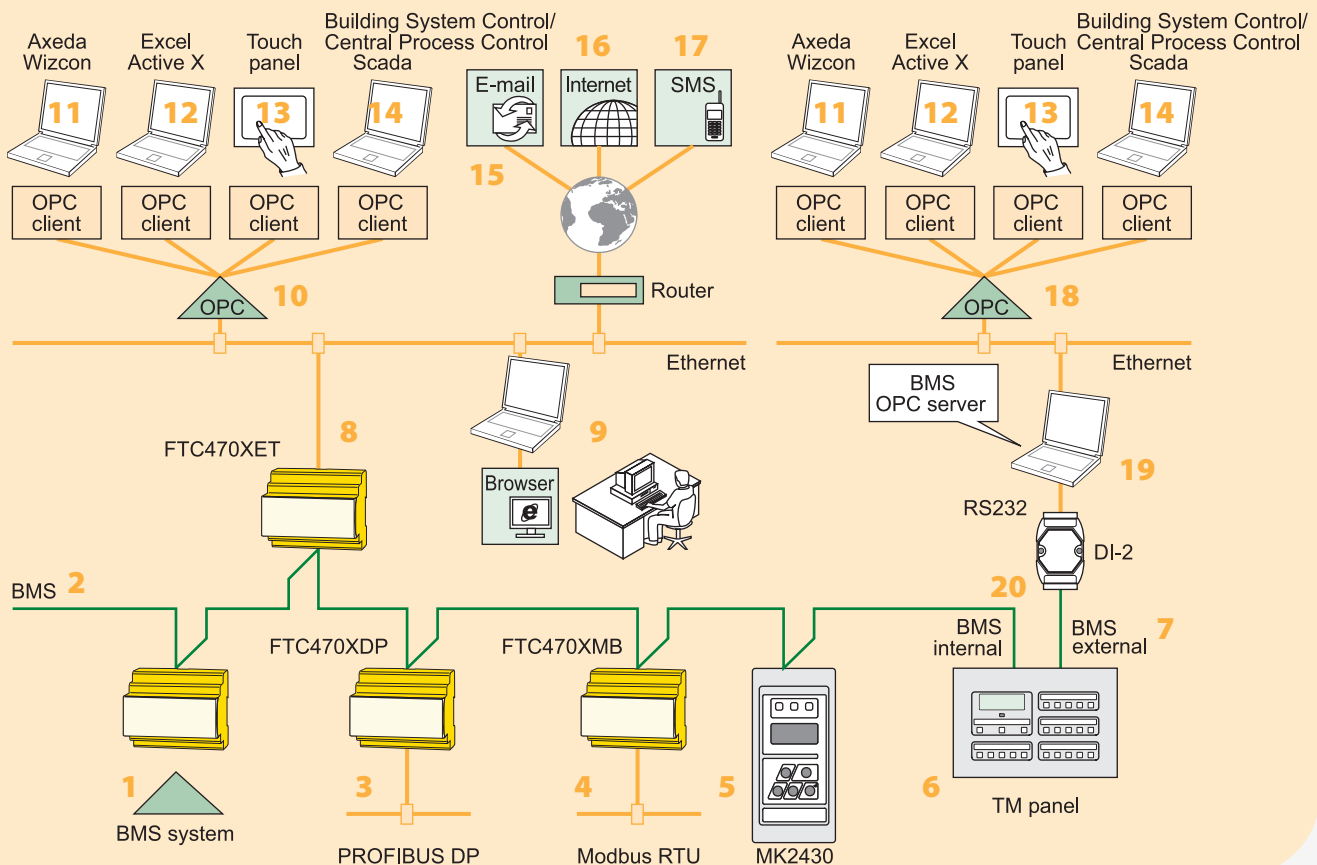 Axeda
Wizcon
Excel
Active X
Touch
panel
Building System Control/
Central Process Control
Scada
11
12
13
14
OPC
client
OPC
client
OPC
client
OPC
client
OPC
10
16
17
E-mail
Internet
SMS
15
Router
Ethernet
Axeda
Wizcon
Excel
Active X
Touch
panel
Building System Control/
Central Process Control
Scada
11
12
13
14
OPC
client
OPC
client
OPC
client
OPC
client
OPC
18
Ethernet
BMS
OPC server
19
RS232
DI-2
20
FTC470XET
8
9
Browser
e
BMS
2
FTC470XDP
FTC470XMB
BMS
internal
BMS
external
7
1
BMS system
3
PROFIBUS DP
4
Modbus RTU
5
MK2430
6
TM panel